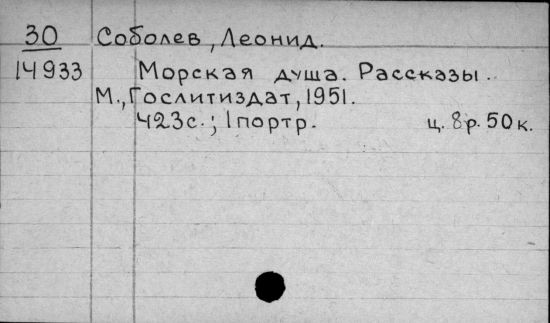 30 Соболев, Леонид.
14933 Морская душа. Рассказы.
М., Гослитиздат, 1951.
423с.; 1портр. ц. 8р. 50к.